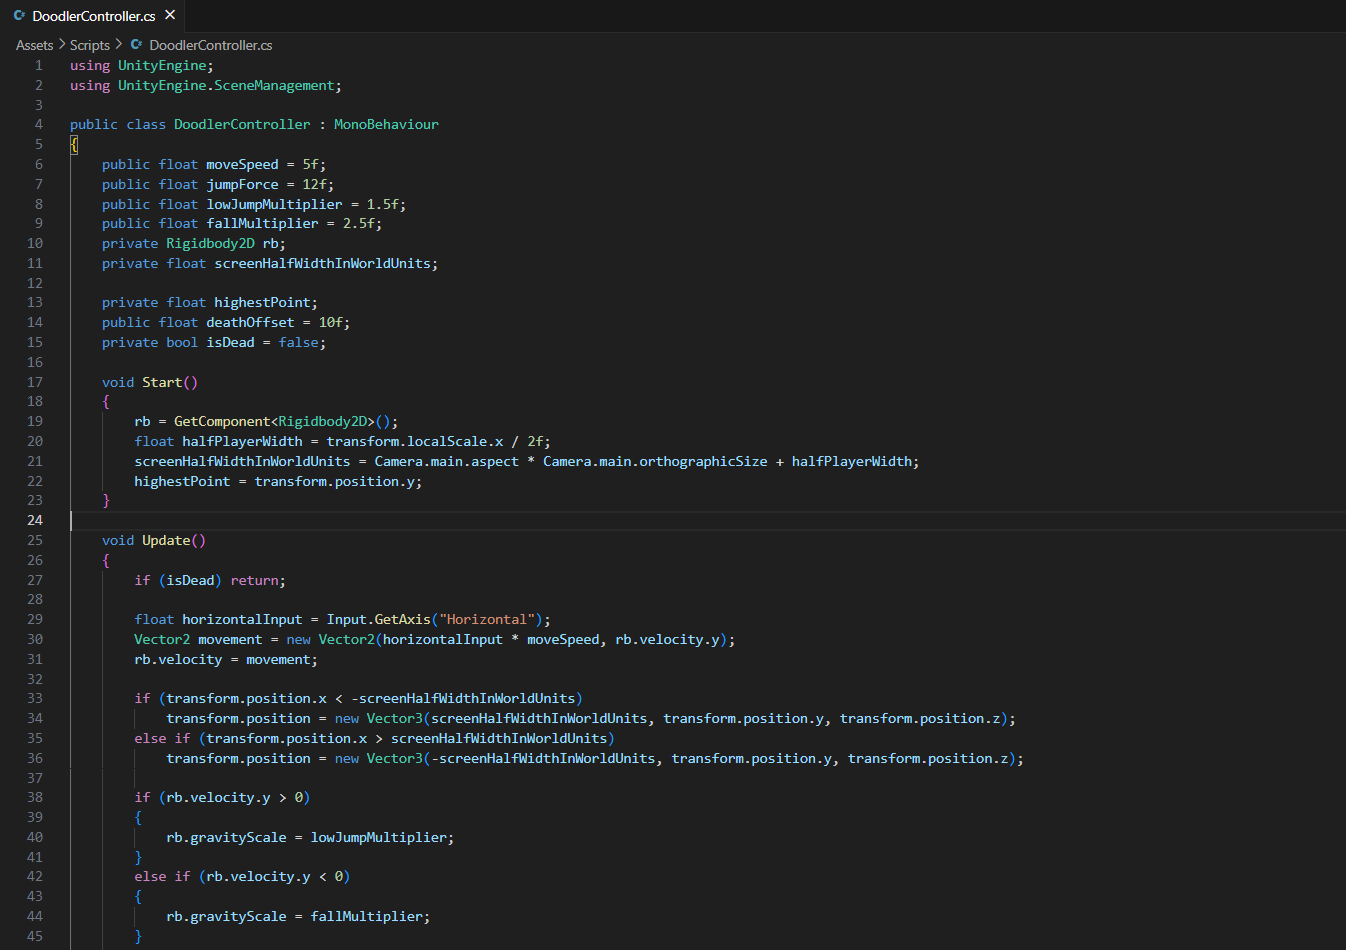 DoodlerController.cs ×
Assets > Scripts > DoodlerController.cs
1 using UnityEngine;
2 using UnityEngine.SceneManagement;
3
4 public class DoodlerController : MonoBehaviour
5 {
6     public float moveSpeed = 5f;
7     public float jumpForce = 12f;
8     public float lowJumpMultiplier = 1.5f;
9     public float fallMultiplier = 2.5f;
10     private Rigidbody2D rb;
11     private float screenHalfWidthInWorldUnits;
12
13     private float highestPoint;
14     public float deathOffset = 10f;
15     private bool isDead = false;
16
17     void Start()
18     {
19         rb = GetComponent<Rigidbody2D>();
20         float halfPlayerWidth = transform.localScale.x / 2f;
21         screenHalfWidthInWorldUnits = Camera.main.aspect * Camera.main.orthographicSize + halfPlayerWidth;
22         highestPoint = transform.position.y;
23     }
24
25     void Update()
26     {
27         if (isDead) return;
28
29         float horizontalInput = Input.GetAxis("Horizontal");
30         Vector2 movement = new Vector2(horizontalInput * moveSpeed, rb.velocity.y);
31         rb.velocity = movement;
32
33         if (transform.position.x < -screenHalfWidthInWorldUnits)
34             transform.position = new Vector3(screenHalfWidthInWorldUnits, transform.position.y, transform.position.z);
35         else if (transform.position.x > screenHalfWidthInWorldUnits)
36             transform.position = new Vector3(-screenHalfWidthInWorldUnits, transform.position.y, transform.position.z);
37
38         if (rb.velocity.y > 0)
39         {
40             rb.gravityScale = lowJumpMultiplier;
41         }
42         else if (rb.velocity.y < 0)
43         {
44             rb.gravityScale = fallMultiplier;
45         }